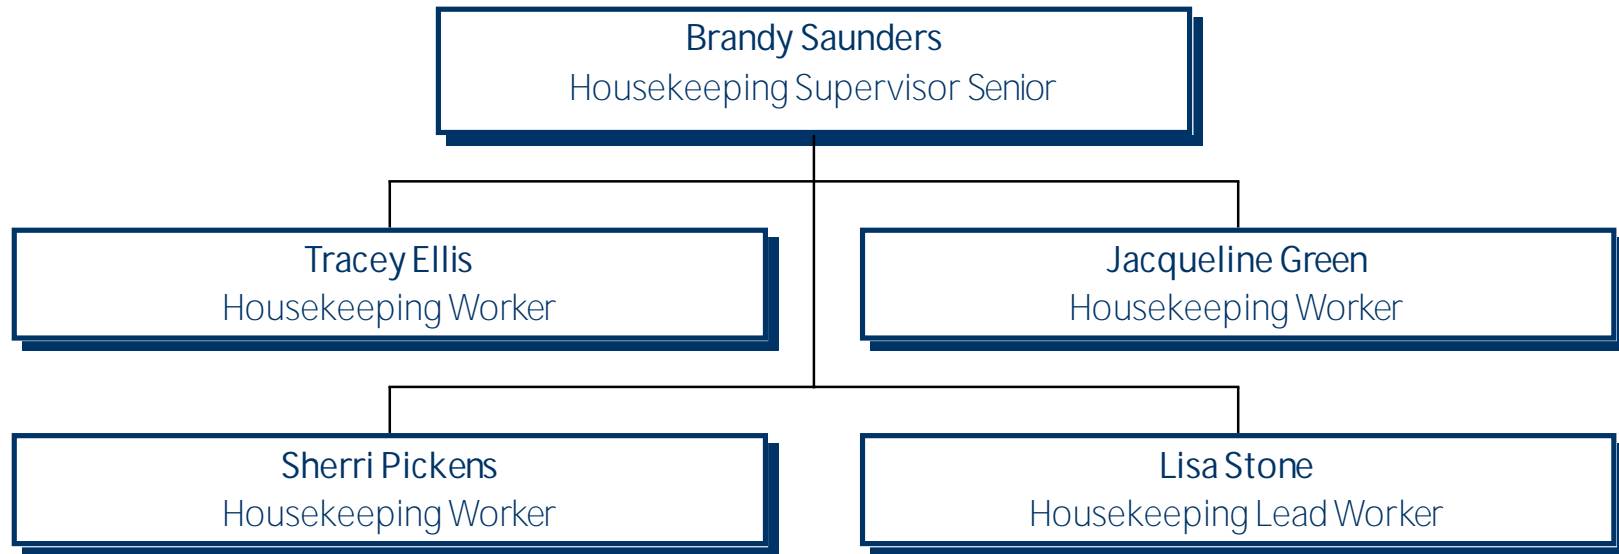 Brandy Saunders
Housekeeping Supervisor Senior
Tracey Ellis
Housekeeping Worker
Jacqueline Green
Housekeeping Worker
Sherri Pickens
Housekeeping Worker
Lisa Stone
Housekeeping Lead Worker